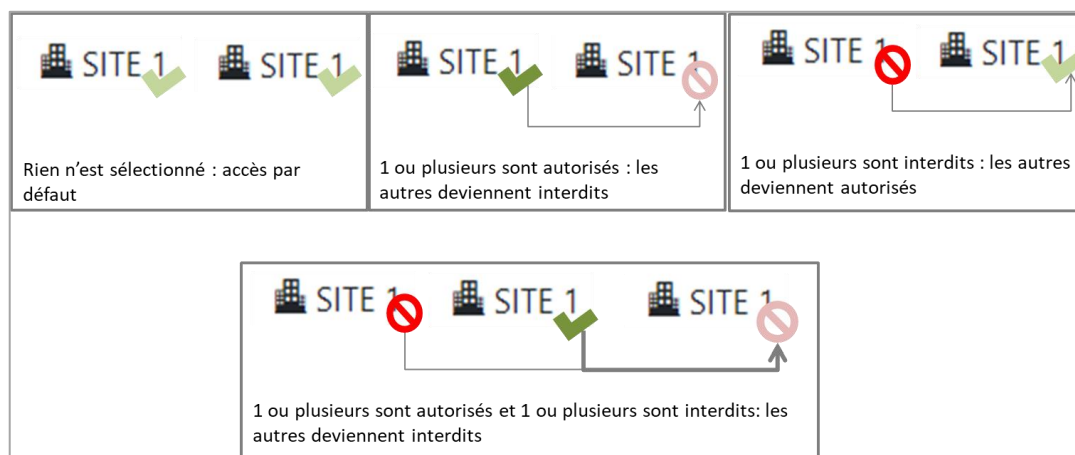 SITE 1 SITE 1
Rien n'est sélectionné : accès par
défaut
SITE 1 SITE 1
1 ou plusieurs sont autorisés : les
autres deviennent interdits
SITE 1 SITE 1
1 ou plusieurs sont interdits : les autres
deviennent autorisés
SITE 1 SITE 1 SITE 1
1 ou plusieurs sont autorisés et 1 ou plusieurs sont interdits: les
autres deviennent interdits